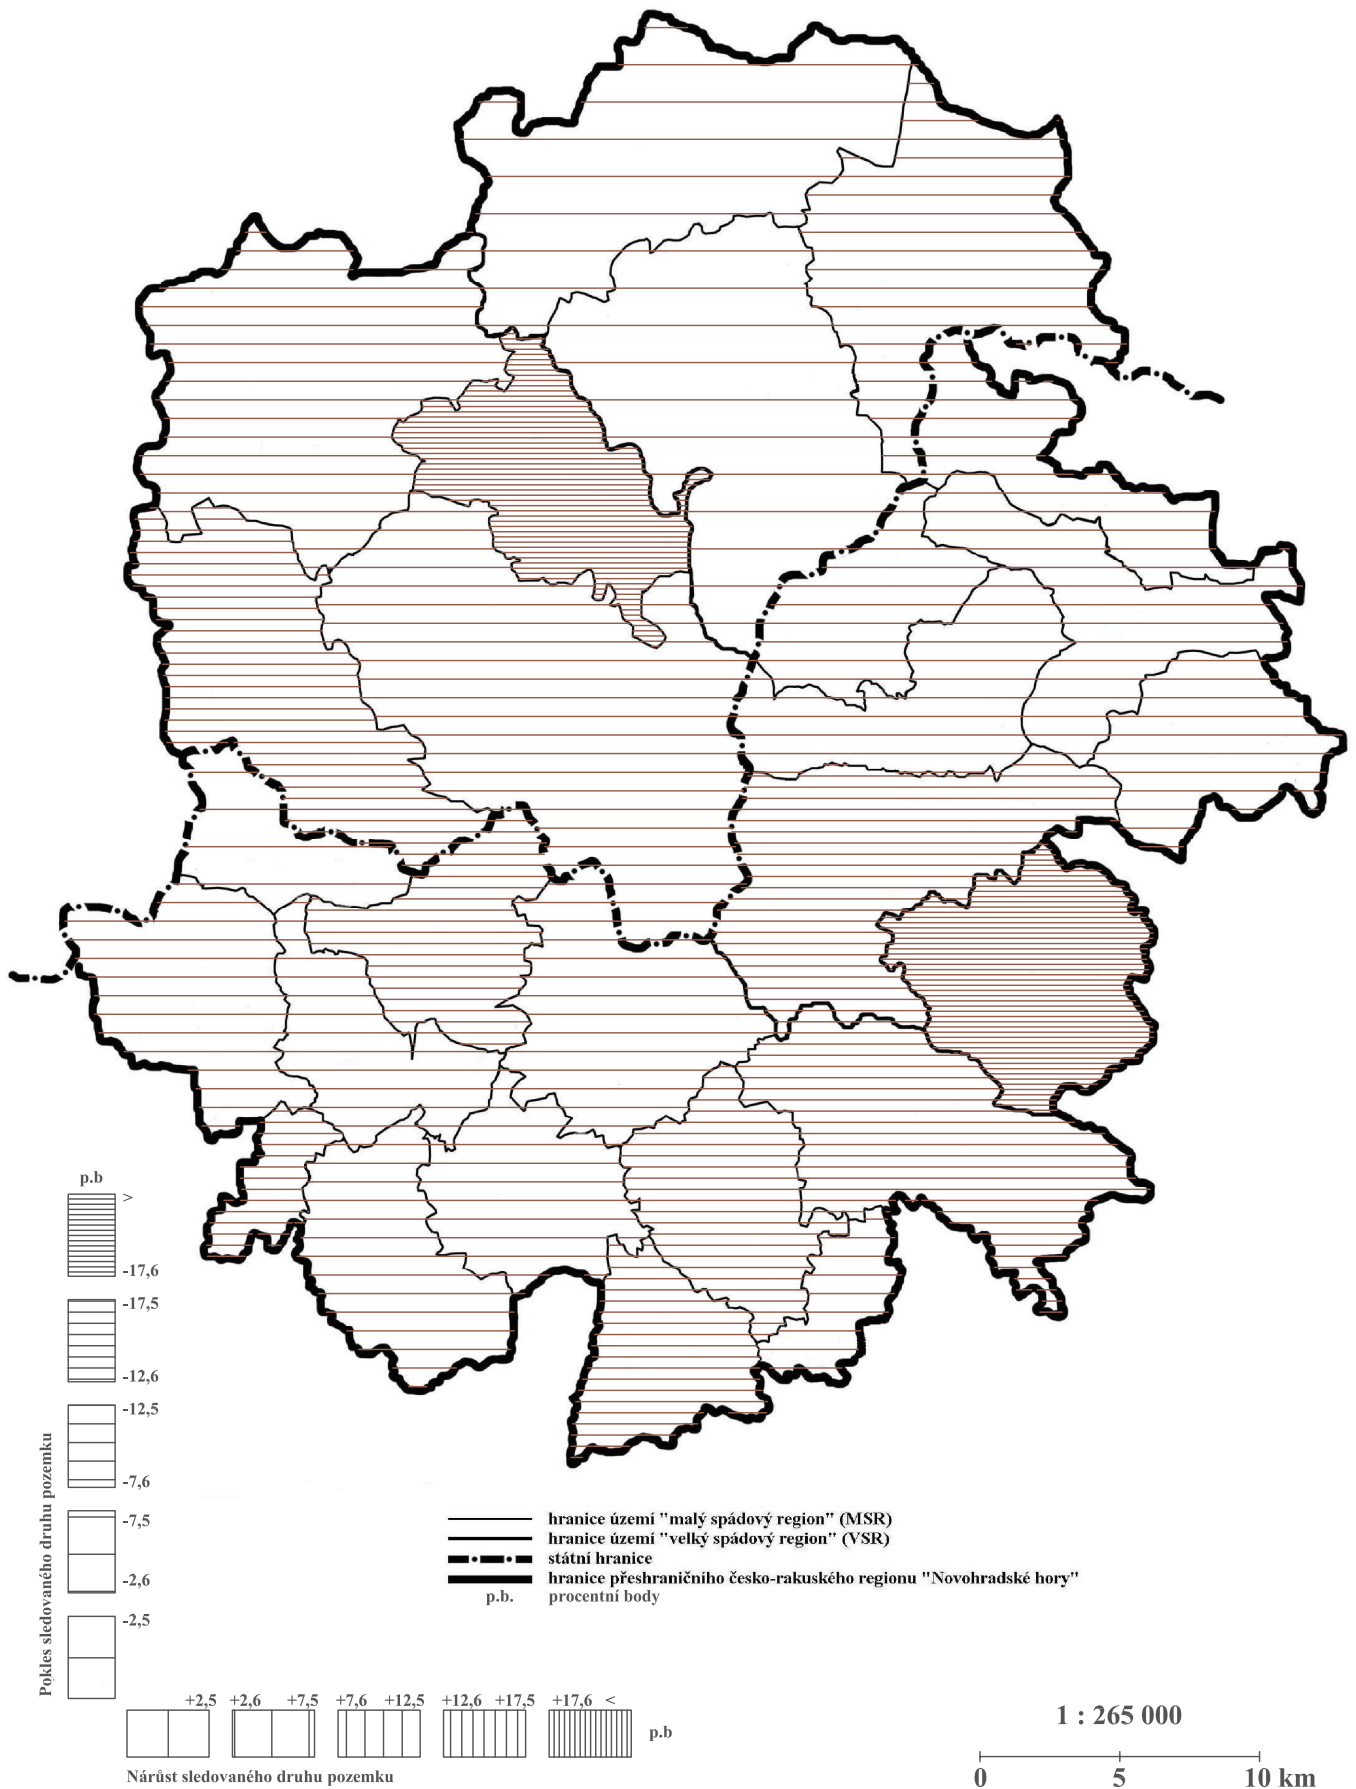 p.b
>
-17,6
-17,5
-12,6
-12,5
-7,6
-7,5
-2,6
-2,5
Pokles sledovaného druhu pozemku
hranice území "malý spádový region" (MSR)
hranice území "velký spádový region" (VSR)
státní hranice
hranice přeshraničního česko-rakuského regionu "Novohradské hory"
p.b. procentní body
+2,5 +2,6 +7,5 +7,6 +12,5 +12,6 +17,5 +17,6 <
p.b
Nárůst sledovaného druhu pozemku
1 : 265 000
0 5 10 km